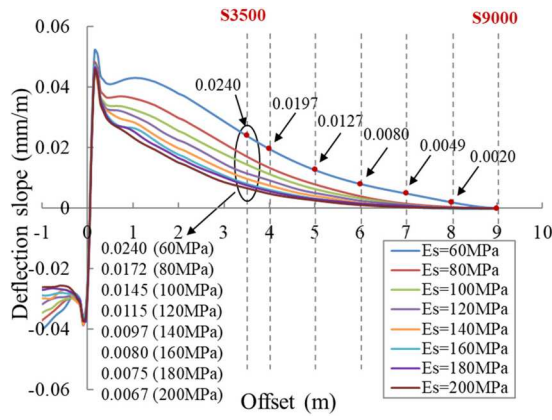 S3500
S9000
Deflection slope (mm/m)
0.06
0.04
0.02
0
-0.02
-0.04
-0.06
0.0240
0.0197
0.0127
0.0080
0.0049
0.0020
-1 0 1 2 3 4 5 6 7 8 9 10
0.0240 (60MPa)
0.0172 (80MPa)
0.0145 (100MPa)
0.0115 (120MPa)
0.0097 (140MPa)
0.0080 (160MPa)
0.0075 (180MPa)
0.0067 (200MPa)
Es=60MPa
Es=80MPa
Es=100MPa
Es=120MPa
Es=140MPa
Es=160MPa
Es=180MPa
Es=200MPa
Offset (m)